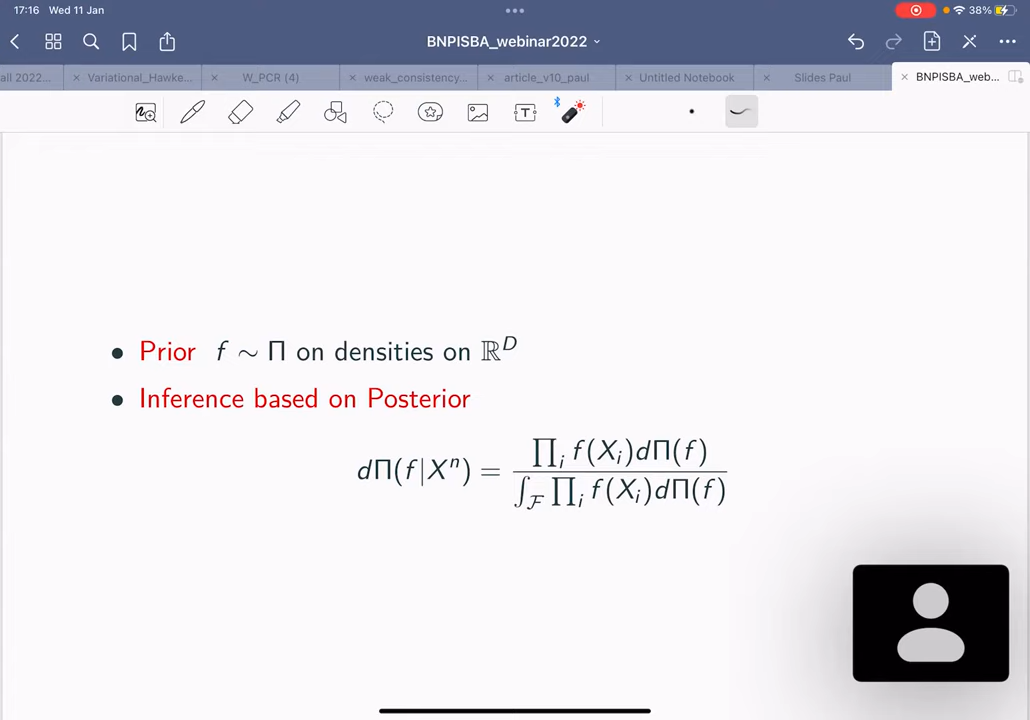 17:16 Wed 11 Jan
38%
BNPISBA_webinar2022
all 2022...
Variational_Hawke...
W_PCR (4)
weak_consistency...
article_v10_paul
Untitled Notebook
Slides Paul
BNPISBA_web...
• Prior f ∼ Π on densities on ℝ^D
• Inference based on Posterior
dΠ(f|X^n) = ∏_i f(X_i)dΠ(f) / ∫_ℱ ∏_i f(X_i)dΠ(f)